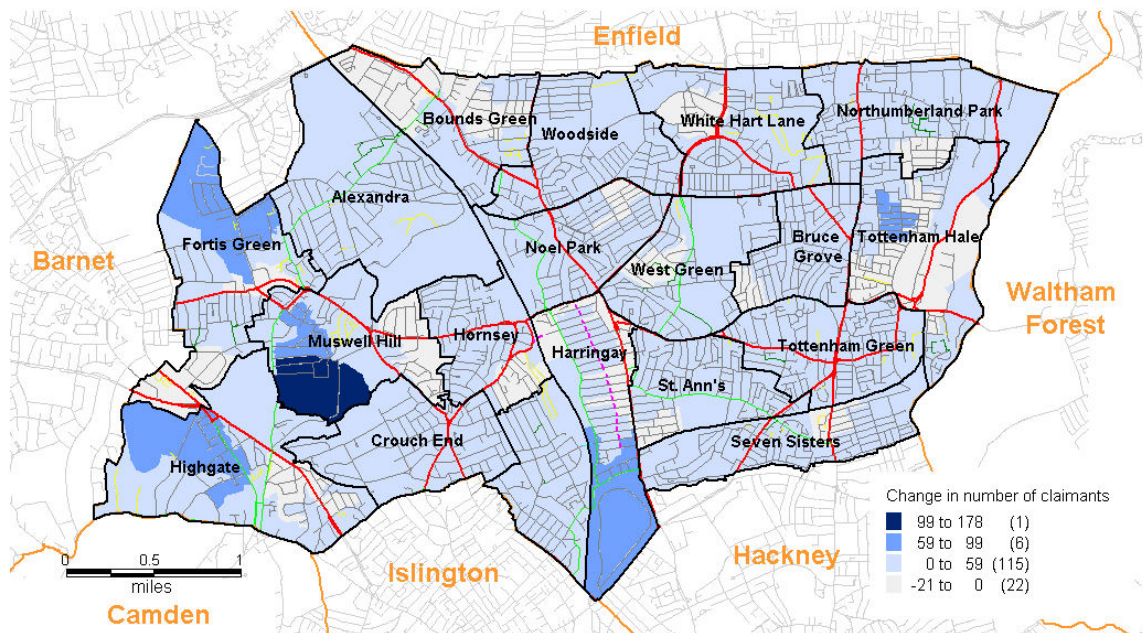 Enfield
Bounds Green
Woodside
White Hart Lane
Northumberland Park
Alexandra
Fortis Green
Noel Park
Bruce
Grove
Tottenham Hale
Barnet
West Green
Waltham
Forest
Muswell Hill
Hornsey
Harringay
Tottenham Green
St. Ann's
Crouch End
Seven Sisters
Highgate
Change in number of claimants
99 to 178 (1)
59 to 99 (6)
0 to 59 (115)
-21 to 0 (22)
0 0.5 1
miles
Islington
Hackney
Camden